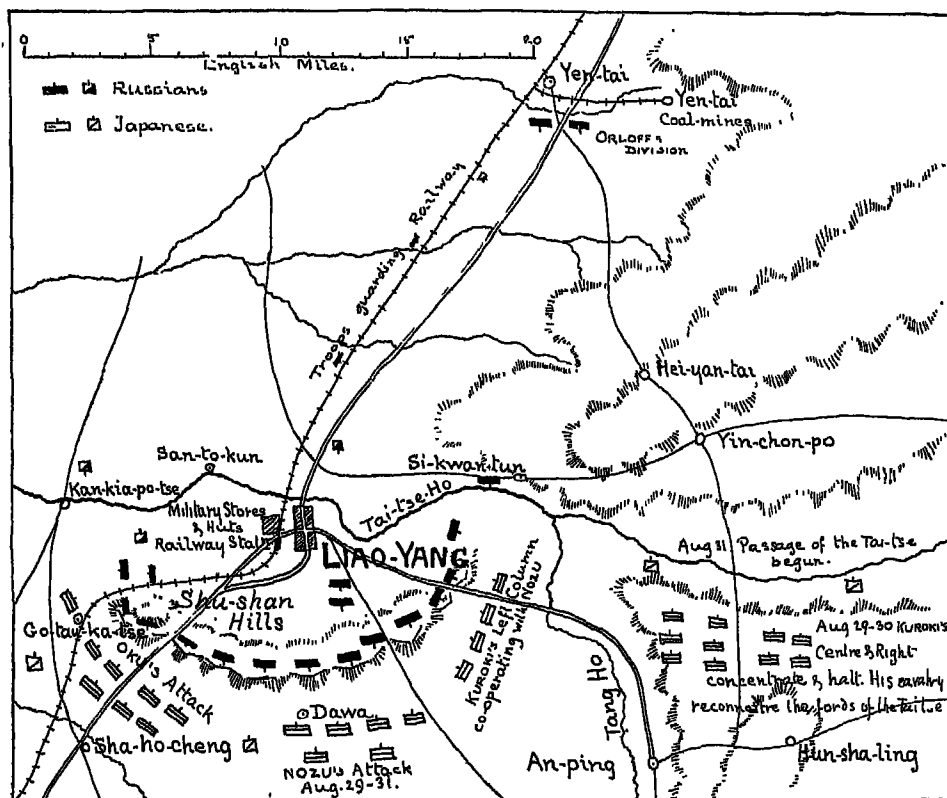 0 5 10 15 20
English Miles.
Russians
Japanese.
Yen-tai
Yen-tai
Coal-mines
ORLOFF'S
DIVISION
Troops guarding Railway
Hei-yan-tai
Yin-chon-po
San-to-kun
Si-kwan-tun
Kan-kia-po-tse
Tai-tse-Ho
Military Stores
& Huts
Railway Statn
LIAO-YANG
Aug 31 Passage of the Tai-tse
begun.
Shu-shan
Hills
Go-tay-ka-tse
OKU's Attack
KUROKI's Left Column
co-operating with NOZU
Aug 29-30 KUROKI's
Centre & Right
concentrate & halt. His cavalry
reconnoitre the fords of the Taitse
Tang Ho
Dawa
Sha-ho-cheng
NOZU's Attack
Aug. 29-31.
An-ping
Hun-sha-ling